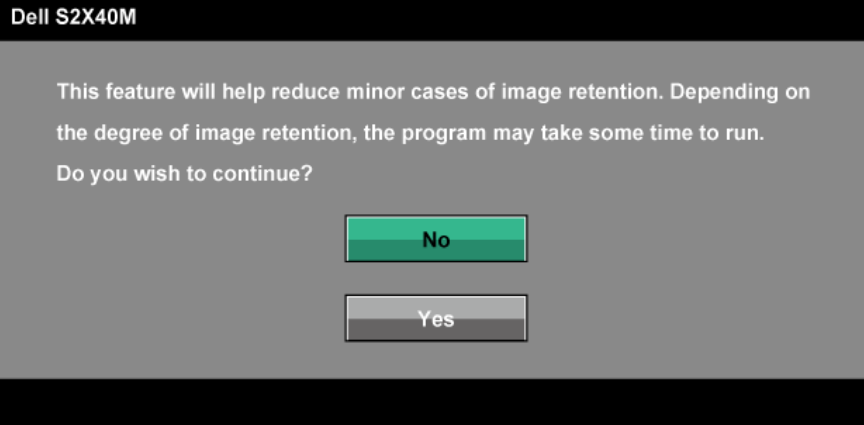 Dell S2X40M
This feature will help reduce minor cases of image retention. Depending on
the degree of image retention, the program may take some time to run.
Do you wish to continue?
No
Yes